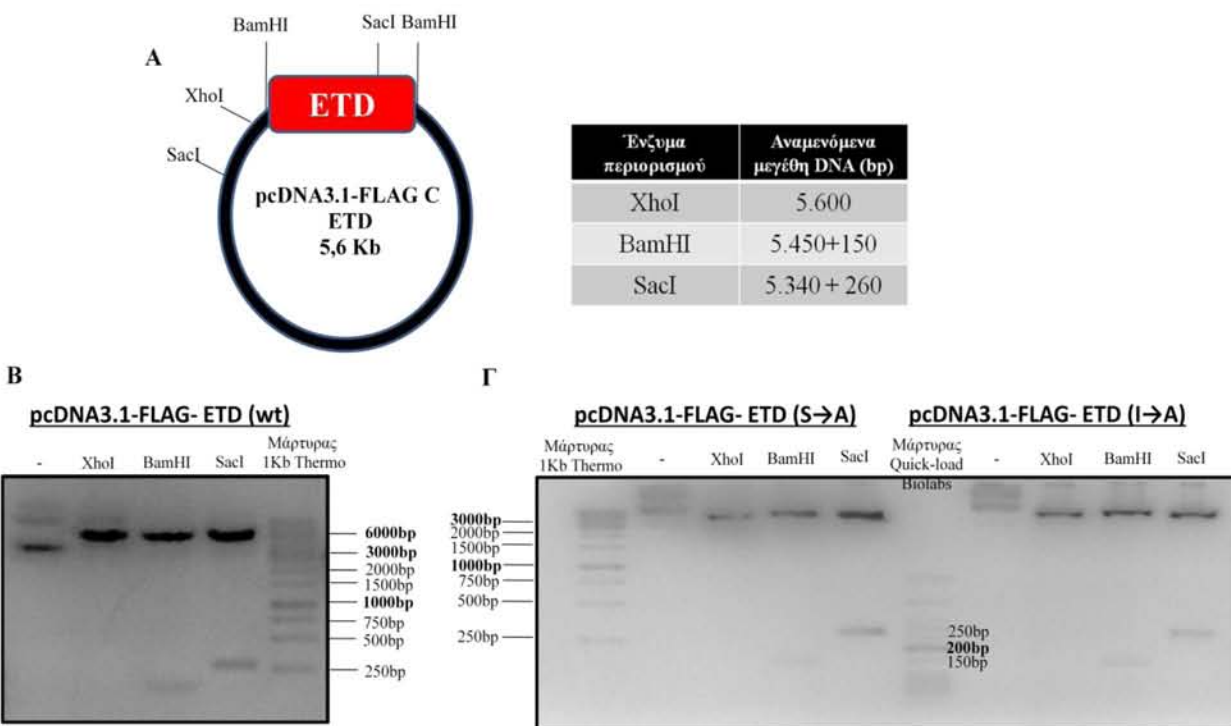 A
BamHI
SacI BamHI
XhoI
SacI
ETD
pcDNA3.1-FLAG C
ETD
5,6 Kb
Ένζυμα περιορισμού
Αναμενόμενα μεγέθη DNA (bp)
XhoI 5.600
BamHI 5.450+150
SacI 5.340 + 260
B
pcDNA3.1-FLAG- ETD (wt)
- XhoI BamHI SacI
Μάρτυρας
1Kb Thermo
6000bp
3000bp
2000bp
1500bp
1000bp
750bp
500bp
250bp
Γ
pcDNA3.1-FLAG- ETD (S→A)
Μάρτυρας
1Kb Thermo
- XhoI BamHI SacI
3000bp
2000bp
1500bp
1000bp
750bp
500bp
250bp
pcDNA3.1-FLAG- ETD (I→A)
Μάρτυρας
Quick-load
Biolabs
- XhoI BamHI SacI
250bp
200bp
150bp